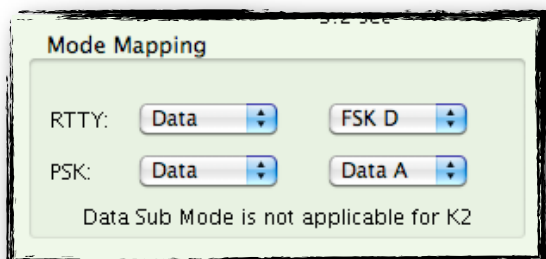 Mode Mapping
RTTY: Data FSK D
PSK: Data Data A
Data Sub Mode is not applicable for K2